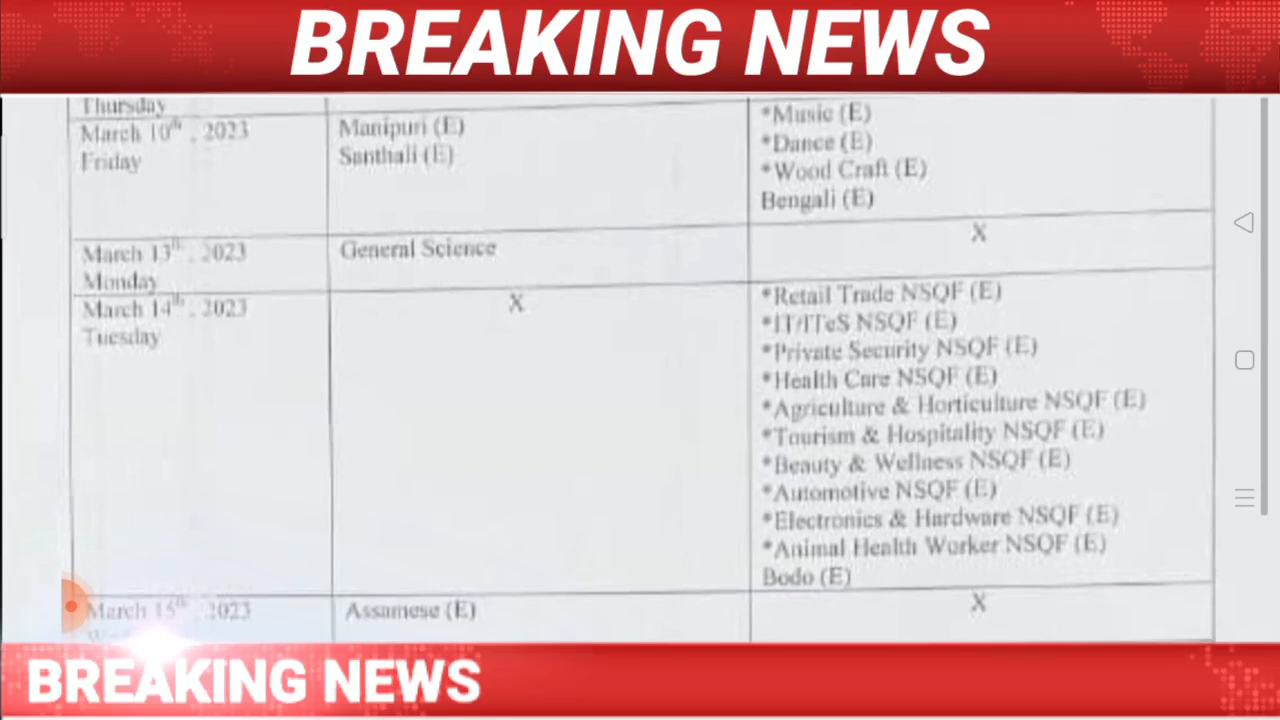 BREAKING NEWS
Thursday
March 10th, 2023
Friday
Manipuri (E)
Santhali (E)
*Music (E)
*Dance (E)
*Wood Craft (E)
Bengali (E)
March 13th, 2023
Monday
General Science
X
March 14th, 2023
Tuesday
X
*Retail Trade NSQF (E)
*IT/ITeS NSQF (E)
*Private Security NSQF (E)
*Health Care NSQF (E)
*Agriculture & Horticulture NSQF (E)
*Tourism & Hospitality NSQF (E)
*Beauty & Wellness NSQF (E)
*Automotive NSQF (E)
*Electronics & Hardware NSQF (E)
*Animal Health Worker NSQF (E)
Bodo (E)
March 15th, 2023
Assamese (E)
X
BREAKING NEWS